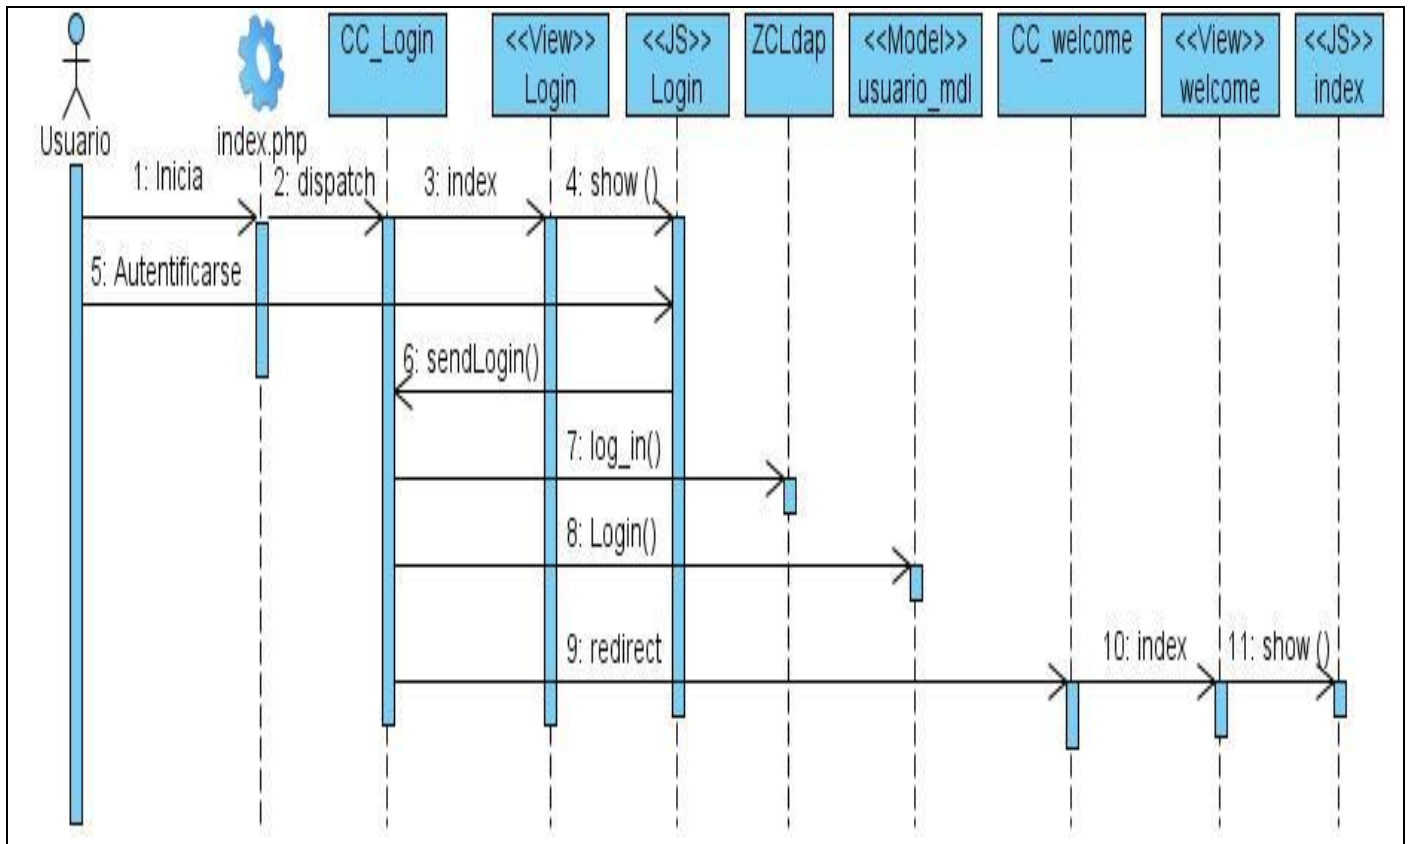 CC_Login
<<View>>
Login
<<JS>>
Login
ZCLdap
<<Model>>
usuario_mdl
CC_welcome
<<View>>
welcome
<<JS>>
index
Usuario
index.php
1: Inicia
2: dispatch
3: index
4: show ()
5: Autentificarse
6: sendLogin()
7: log_in()
8: Login()
9: redirect
10: index
11: show ()